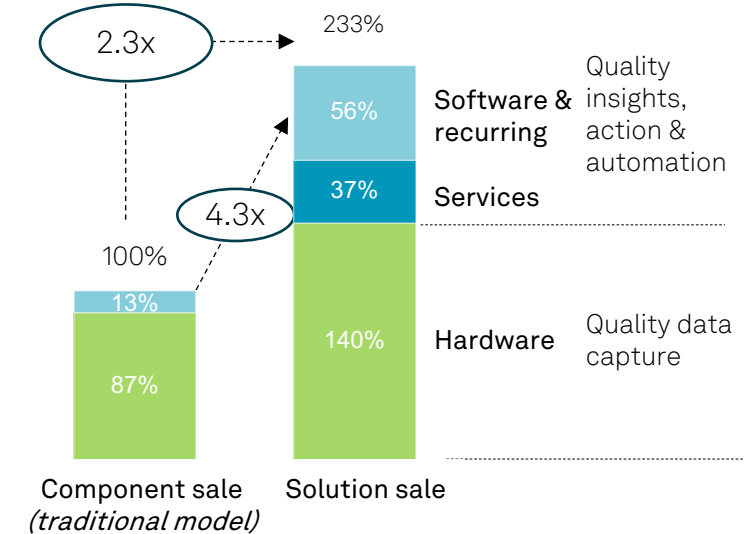 2.3x
233%
Quality
insights,
action &
automation
Software &
recurring
56%
37%
Services
4.3x
100%
13%
140%
Hardware
Quality data
capture
87%
Component sale
(traditional model)
Solution sale